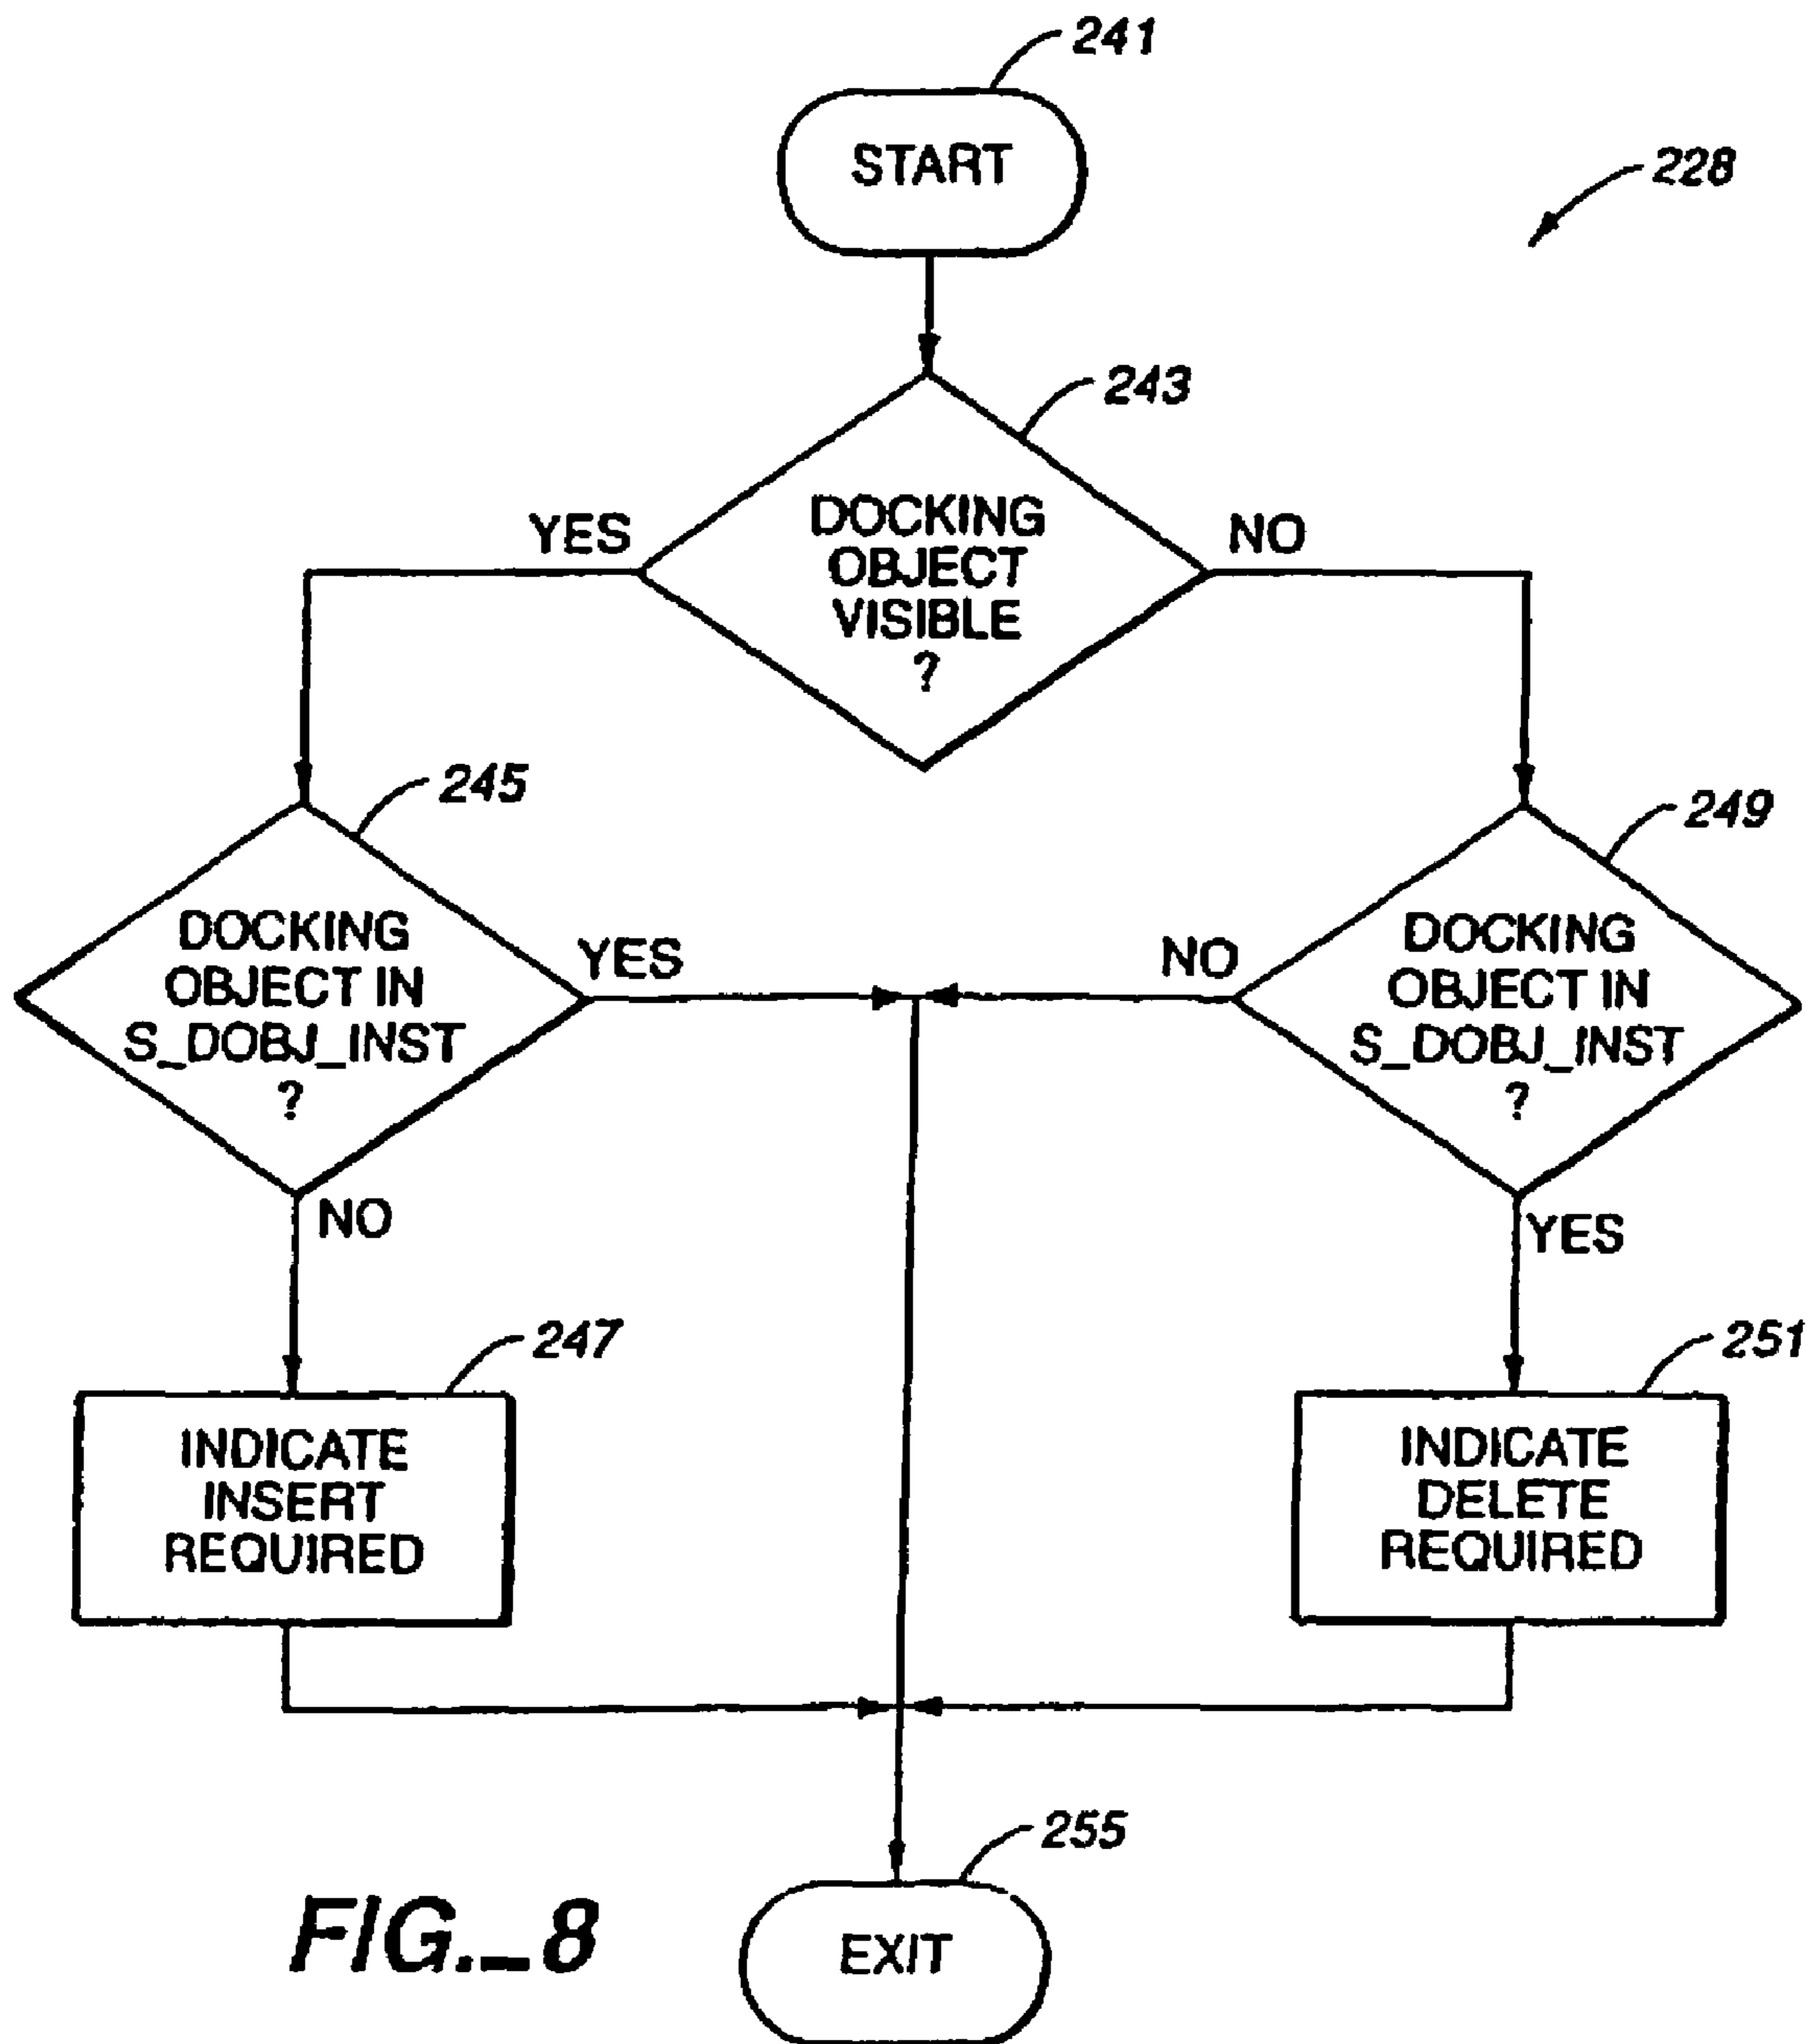 241
START
228
243
DOCKING
OBJECT
VISIBLE
?
YES
NO
245
249
DOCKING
OBJECT IN
S_DOBJ_INST
?
YES
NO
DOCKING
OBJECT IN
S_DOBJ_INST
?
NO
YES
247
251
INDICATE
INSERT
REQUIRED
INDICATE
DELETE
REQUIRED
255
EXIT
FIG._8